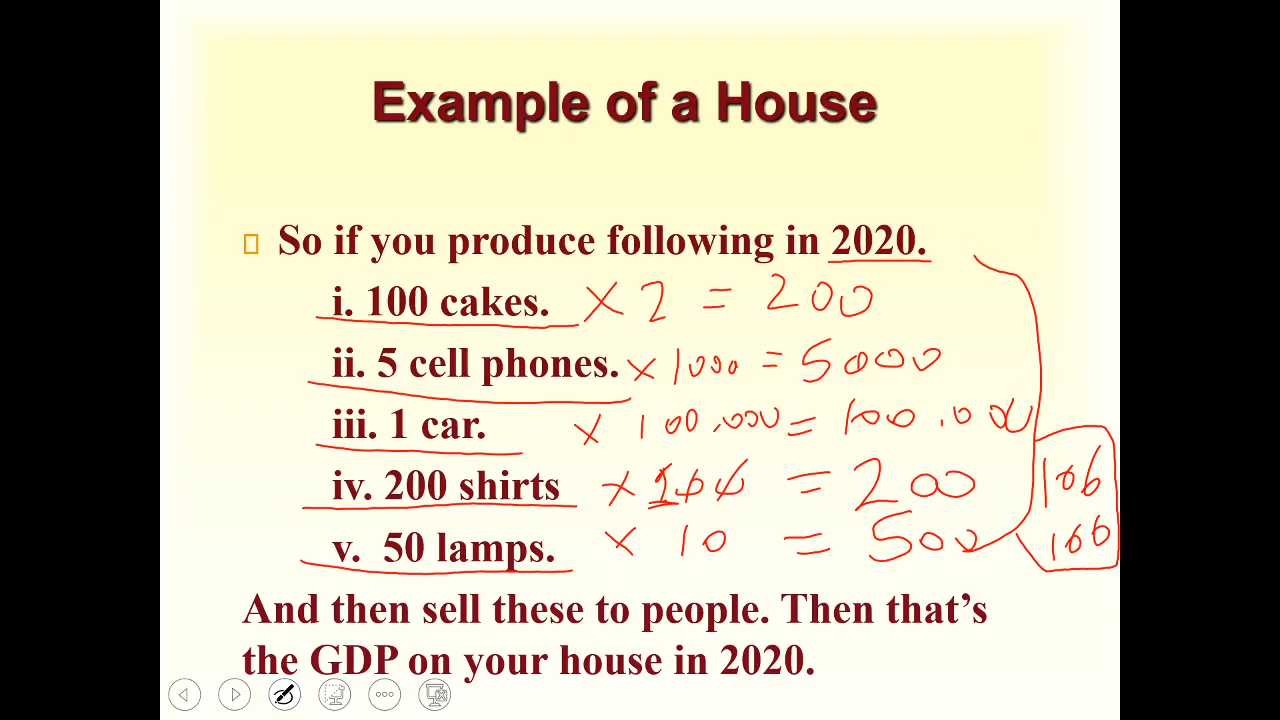 Example of a House
So if you produce following in 2020.
i. 100 cakes. × 2 = 200
ii. 5 cell phones. × 1000 = 5000
iii. 1 car. × 100.000 = 100.000
iv. 200 shirts × = 200
v. 50 lamps. × 10 = 500
106
100
And then sell these to people. Then that’s
the GDP on your house in 2020.